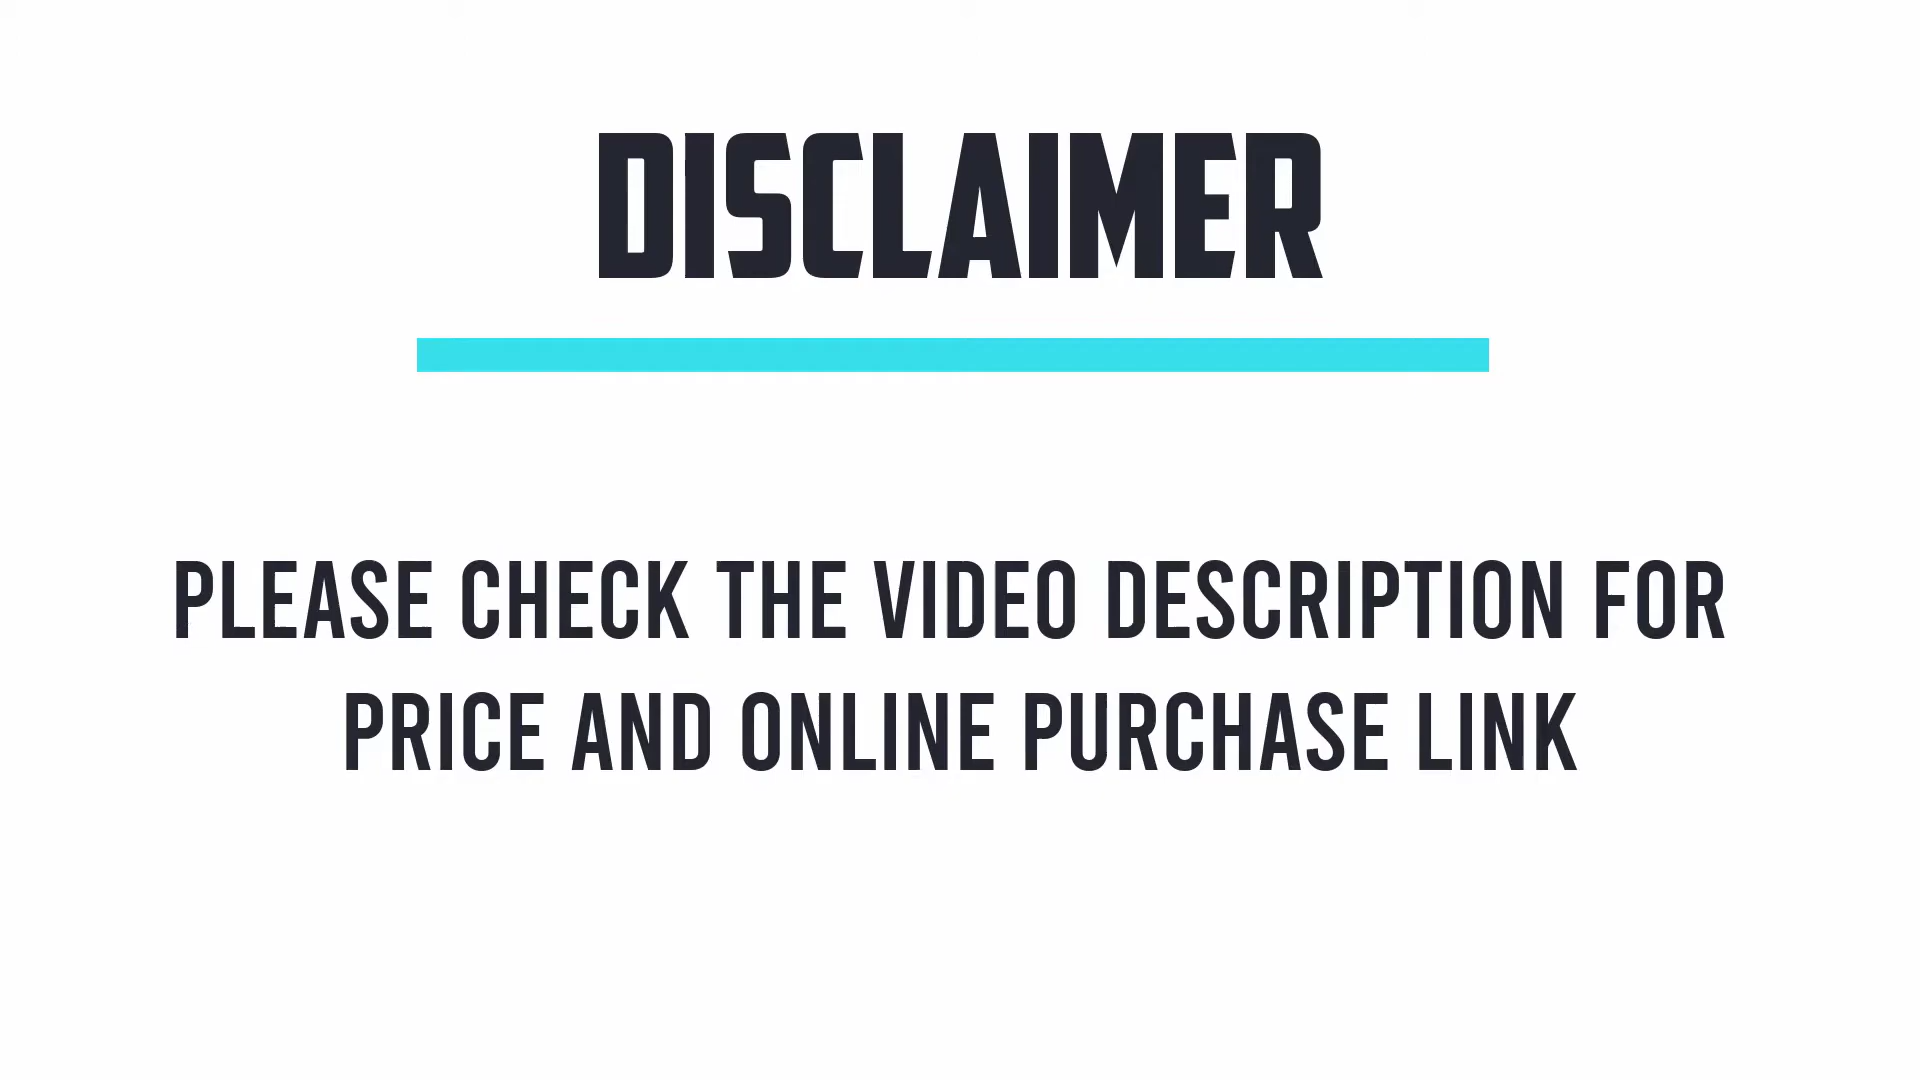 DISCLAIMER
PLEASE CHECK THE VIDEO DESCRIPTION FOR
PRICE AND ONLINE PURCHASE LINK